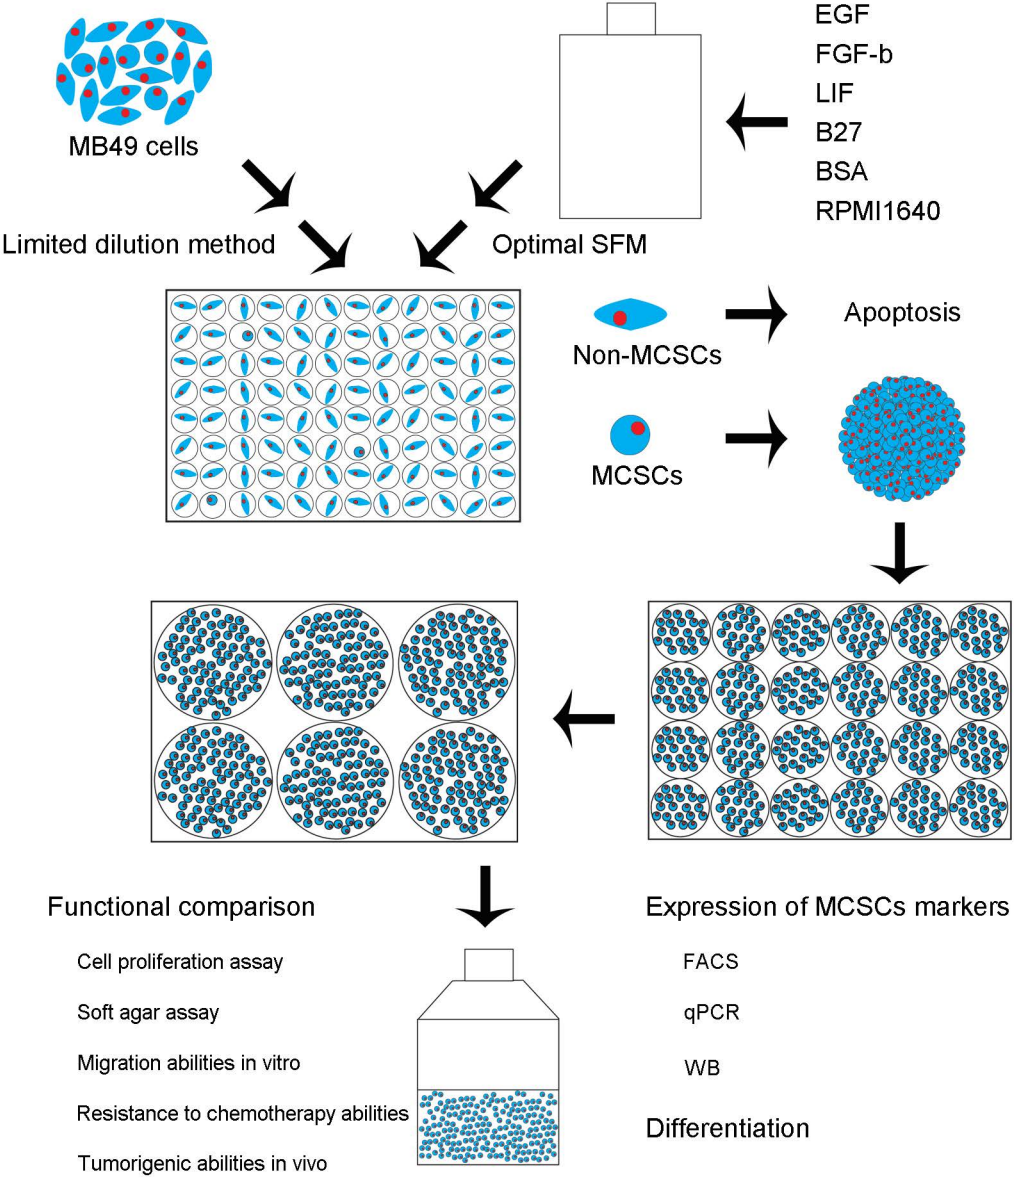 EGF
FGF-b
LIF
B27
BSA
RPMI1640
MB49 cells
Limited dilution method
Optimal SFM
Non-MCSCs
Apoptosis
MCSCs
Functional comparison
Cell proliferation assay
Soft agar assay
Migration abilities in vitro
Resistance to chemotherapy abilities
Tumorigenic abilities in vivo
Expression of MCSCs markers
FACS
qPCR
WB
Differentiation